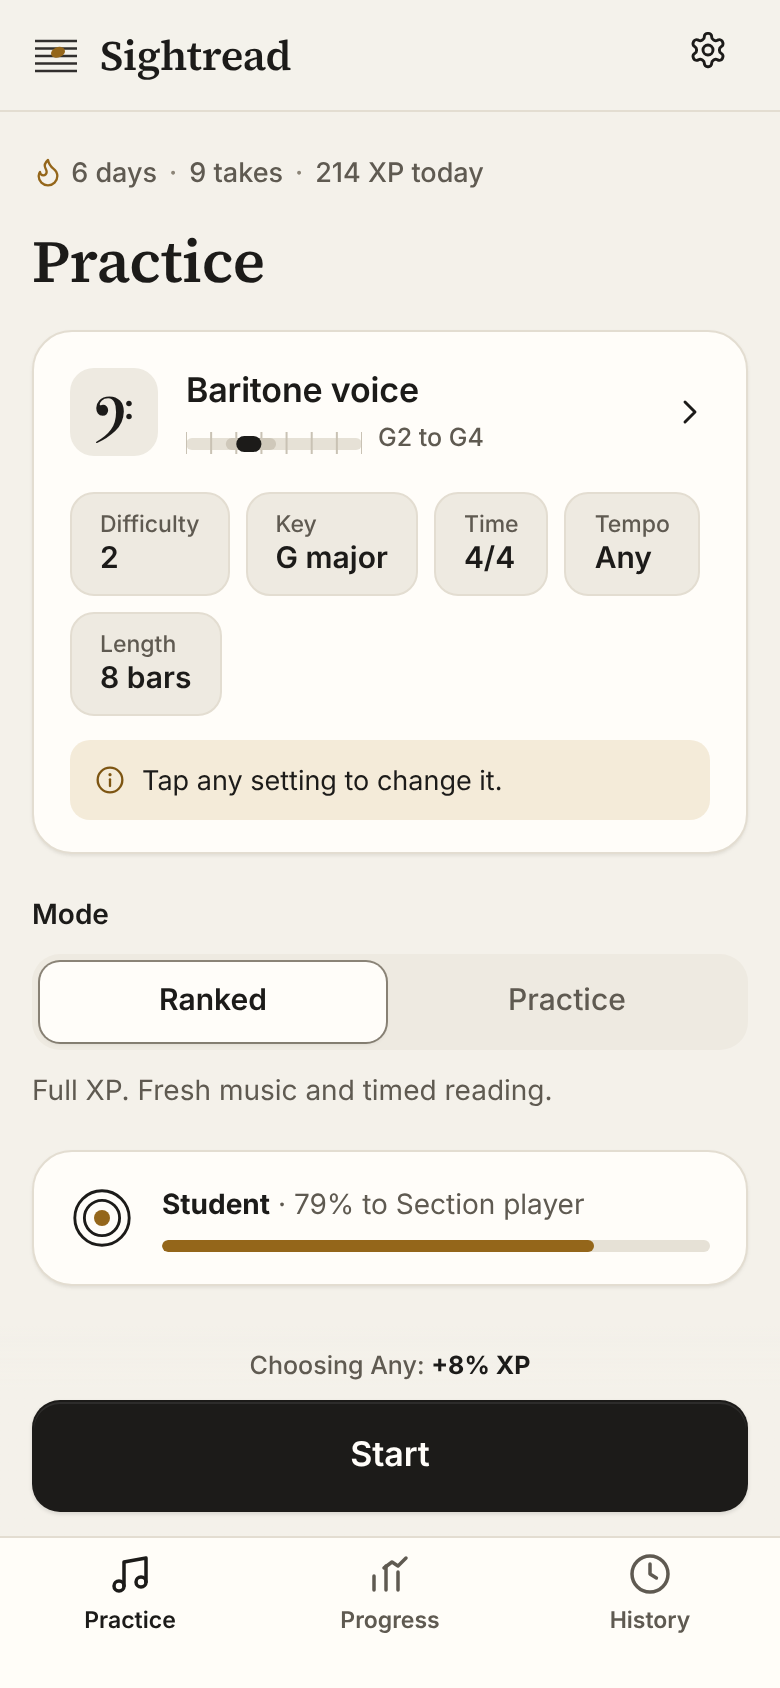 Sightread
6 days · 9 takes · 214 XP today
Practice
Baritone voice
G2 to G4
Difficulty
2
Key
G major
Time
4/4
Tempo
Any
Length
8 bars
Tap any setting to change it.
Mode
Ranked
Practice
Full XP. Fresh music and timed reading.
Student · 79% to Section player
Choosing Any: +8% XP
Start
Practice
Progress
History